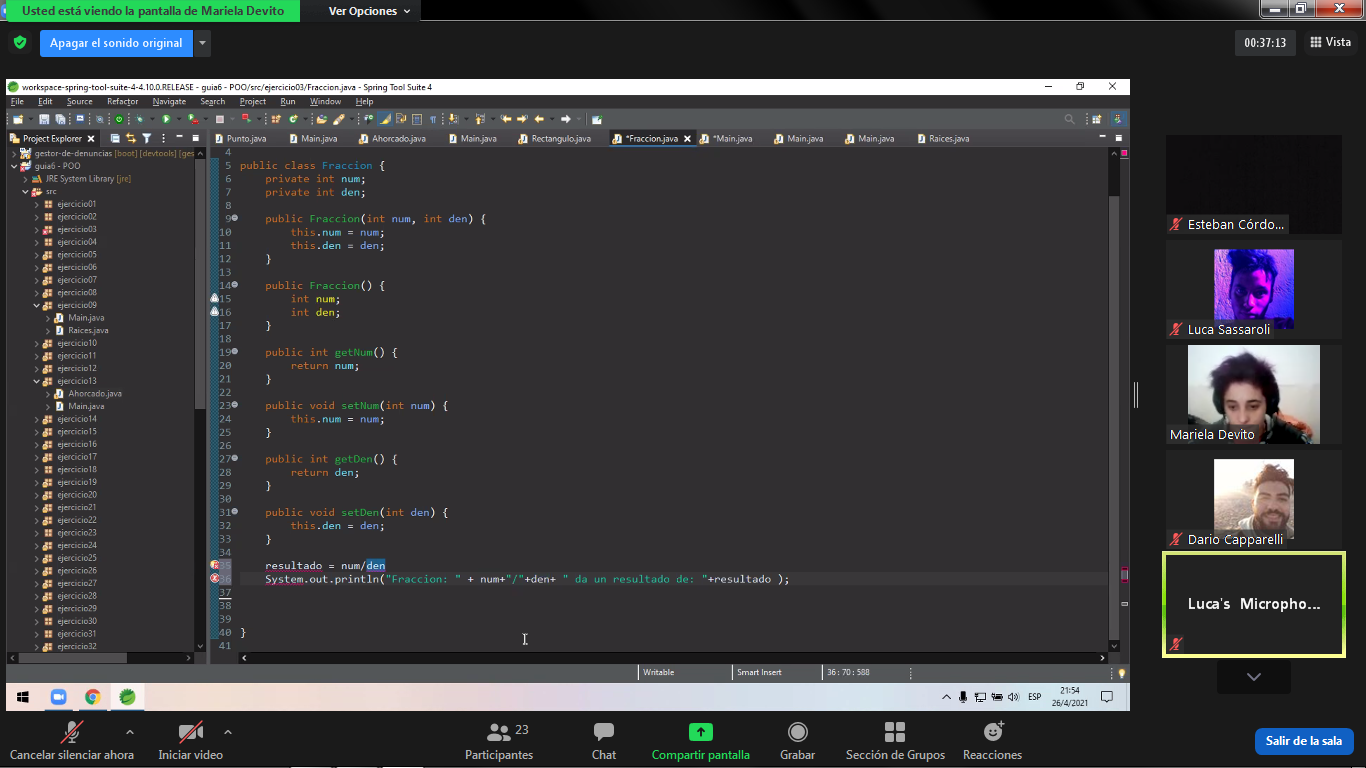 Usted está viendo la pantalla de Mariela Devito
Ver Opciones
Apagar el sonido original
00:37:13
Vista
workspace-spring-tool-suite-4-4.10.0.RELEASE - guia6 - POO/src/ejercicio03/Fraccion.java - Spring Tool Suite 4
File Edit Source Refactor Navigate Search Project Run Window Help
Project Explorer
Punto.java Main.java Ahorcado.java Main.java Rectangulo.java *Fraccion.java *Main.java Main.java Main.java Raices.java
gestor-de-denuncias [boot] [devtools] [ges
guia6 - POO
JRE System Library [jre]
src
ejercicio01
ejercicio02
ejercicio03
ejercicio04
ejercicio05
ejercicio06
ejercicio07
ejercicio08
ejercicio09
Main.java
Raices.java
ejercicio10
ejercicio11
ejercicio12
ejercicio13
Ahorcado.java
Main.java
ejercicio14
ejercicio15
ejercicio16
ejercicio17
ejercicio18
ejercicio19
ejercicio20
ejercicio21
ejercicio22
ejercicio23
ejercicio24
ejercicio25
ejercicio26
ejercicio27
ejercicio28
ejercicio29
ejercicio30
ejercicio31
ejercicio32
4
5 public class Fraccion {
6 private int num;
7 private int den;
8
9 public Fraccion(int num, int den) {
10 this.num = num;
11 this.den = den;
12 }
13
14 public Fraccion() {
15 int num;
16 int den;
17 }
18
19 public int getNum() {
20 return num;
21 }
22
23 public void setNum(int num) {
24 this.num = num;
25 }
26
27 public int getDen() {
28 return den;
29 }
30
31 public void setDen(int den) {
32 this.den = den;
33 }
34
35 resultado = num/den
36 System.out.println("Fraccion: " + num+"/"+den+ " da un resultado de: "+resultado );
37
38
39
40 }
41
Writable Smart Insert 36 : 70 : 588
ESP
21:54
26/4/2021
Esteban Córdo...
Luca Sassaroli
Mariela Devito
Dario Capparelli
Luca's Micropho...
Cancelar silenciar ahora
Iniciar video
23
Participantes
Chat
Compartir pantalla
Grabar
Sección de Grupos
Reacciones
Salir de la sala